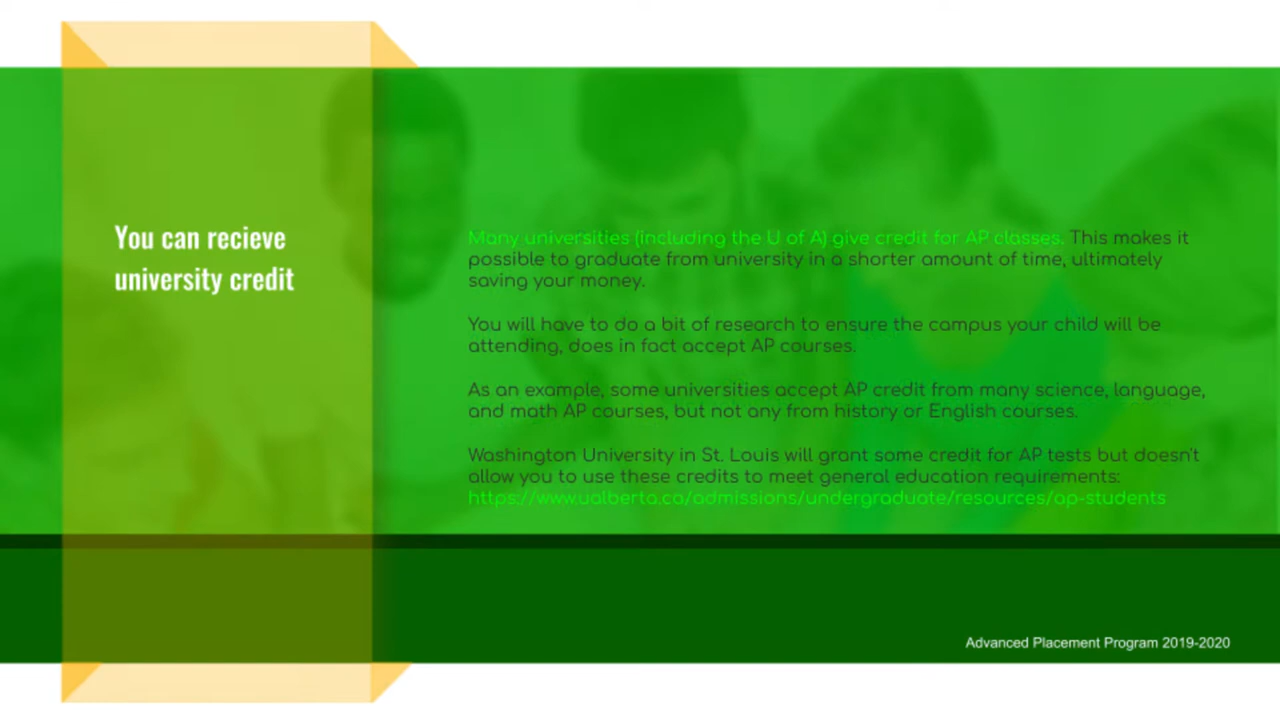 You can recieve
university credit
Many universities (including the U of A) give credit for AP classes. This makes it
possible to graduate from university in a shorter amount of time, ultimately
saving your money.
You will have to do a bit of research to ensure the campus your child will be
attending, does in fact accept AP courses.
As an example, some universities accept AP credit from many science, language,
and math AP courses, but not any from history or English courses.
Washington University in St. Louis will grant some credit for AP tests but doesn't
allow you to use these credits to meet general education requirements:
https://www.ualberta.ca/admissions/undergraduate/resources/ap-students
Advanced Placement Program 2019-2020